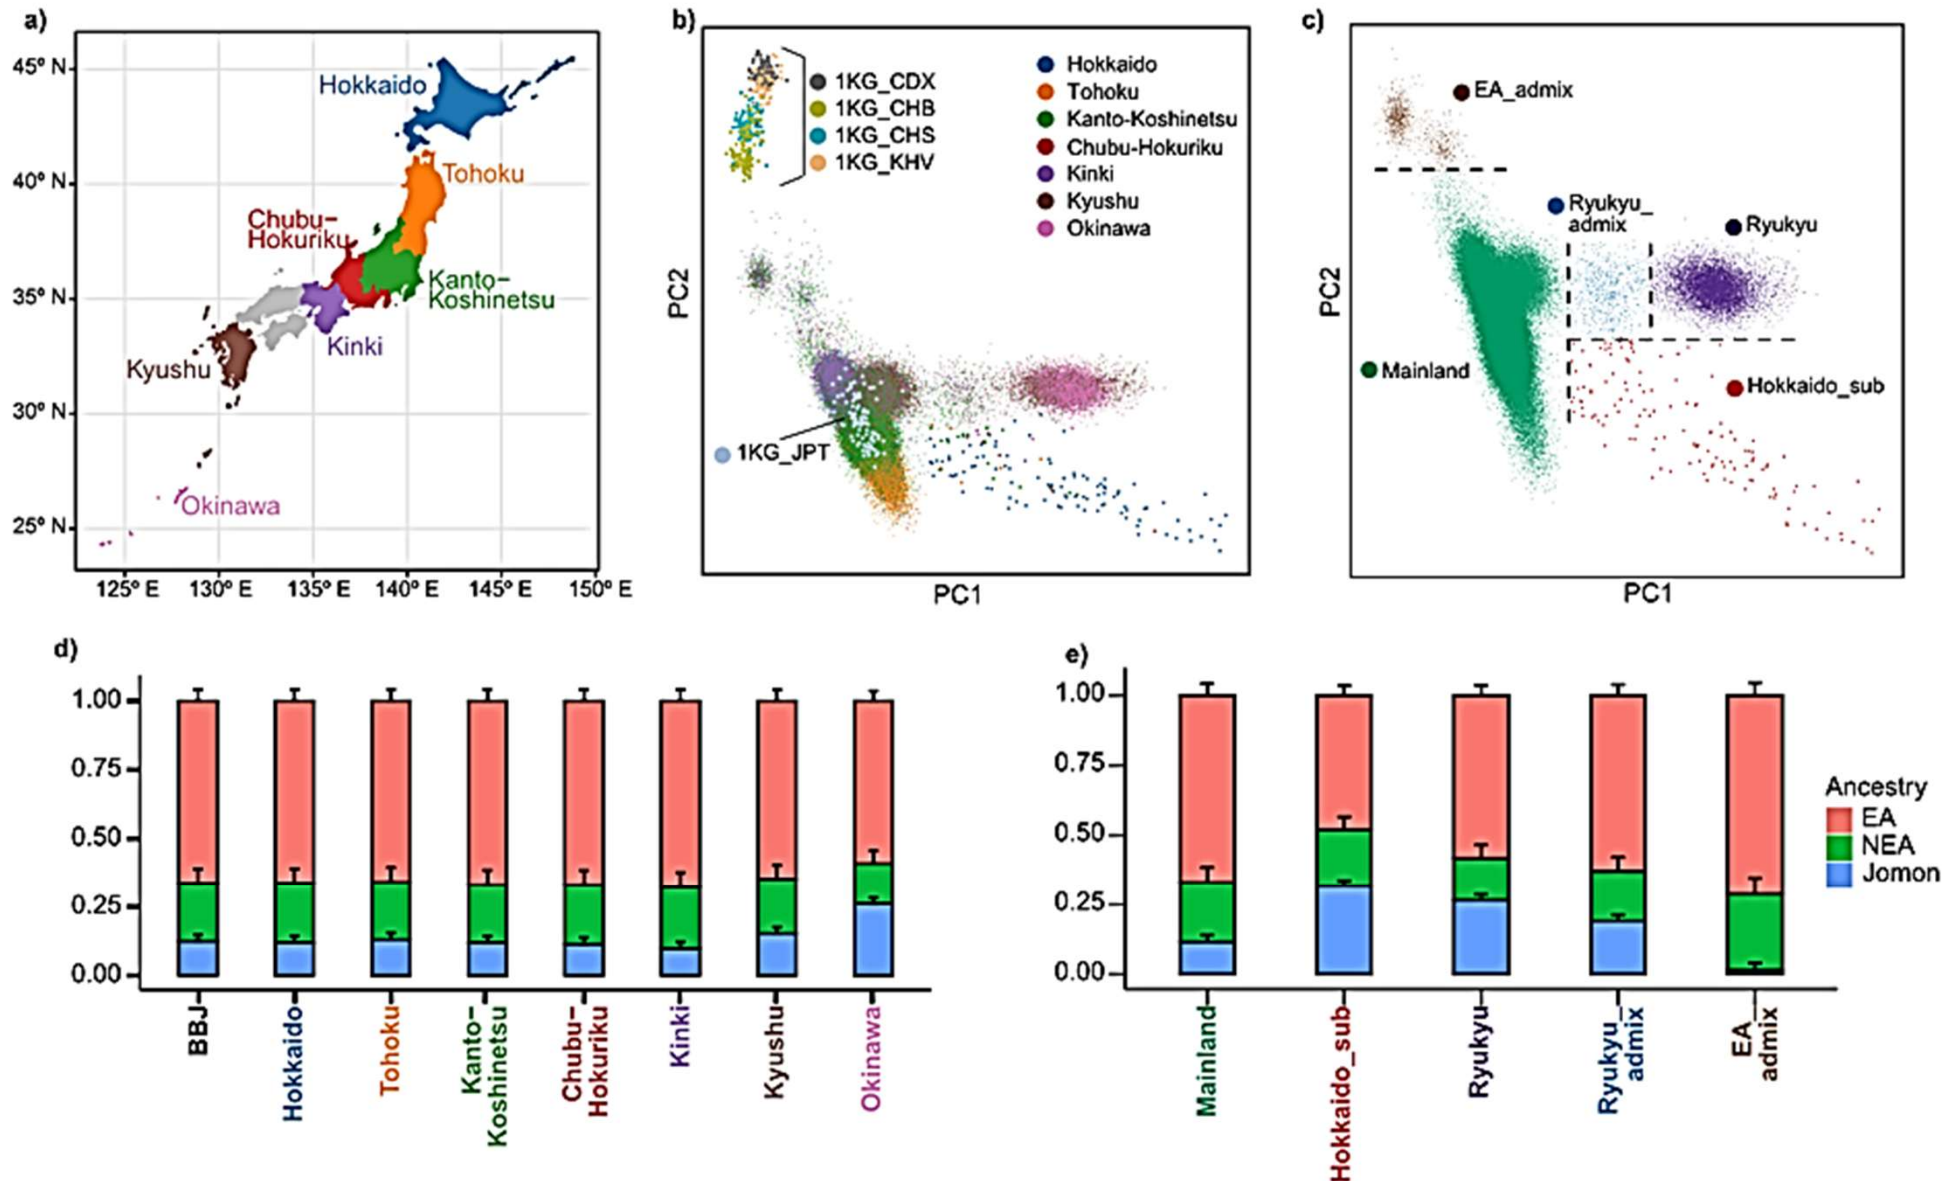 a)
45° N
40° N
35° N
30° N
25° N
125° E
130° E
135° E
140° E
145° E
150° E
Hokkaido
Tohoku
Chubu-
Hokuriku
Kanto-
Koshinetsu
Kinki
Kyushu
Okinawa
b)
1KG_CDX
1KG_CHB
1KG_CHS
1KG_KHV
Hokkaido
Tohoku
Kanto-Koshinetsu
Chubu-Hokuriku
Kinki
Kyushu
Okinawa
1KG_JPT
PC2
PC1
c)
EA_admix
Ryukyu_
admix
Ryukyu
Mainland
Hokkaido_sub
PC2
PC1
d)
1.00
0.75
0.50
0.25
0.00
BBJ
Hokkaido
Tohoku
Kanto-
Koshinetsu
Chubu-
Hokuriku
Kinki
Kyushu
Okinawa
e)
1.00
0.75
0.50
0.25
0.00
Mainland
Hokkaido_sub
Ryukyu
Ryukyu_
admix
EA_
admix
Ancestry
EA
NEA
Jomon